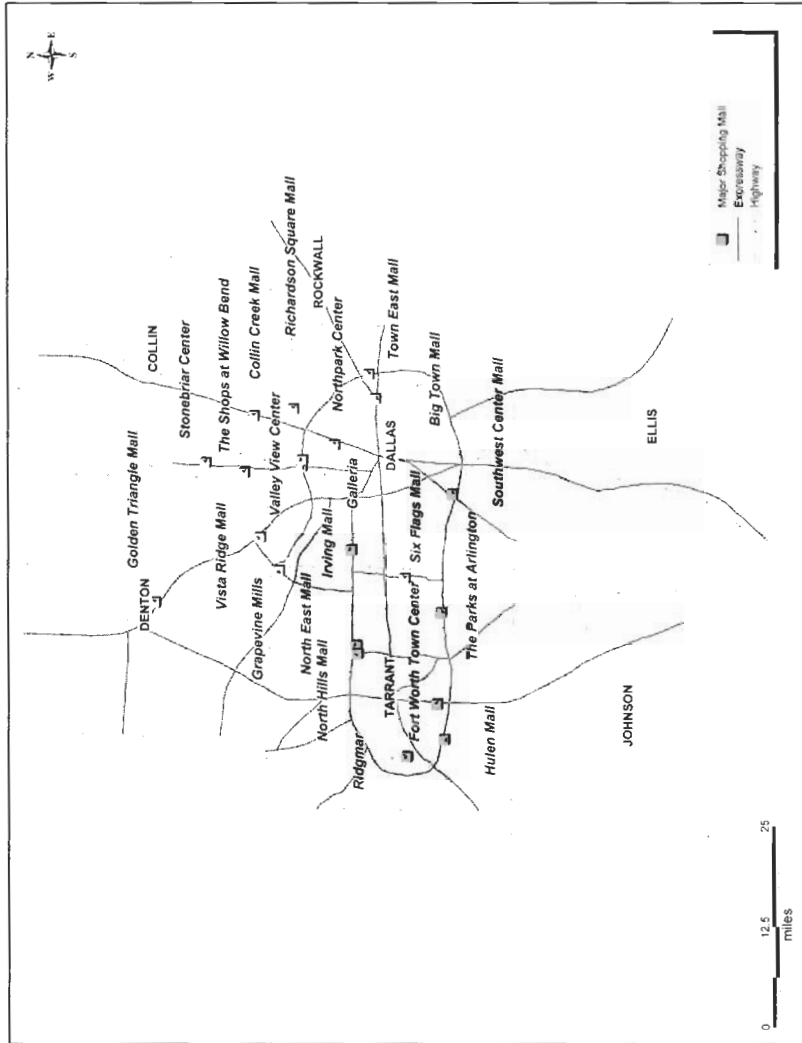 N
W E
S
COLLIN
Stonebriar Center
The Shops at Willow Bend
Collin Creek Mall
Richardson Square Mall
ROCKWALL
Golden Triangle Mall
DENTON
Vista Ridge Mall
Valley View Center
Northpark Center
Town East Mall
Grapevine Mills
North East Mall
Irving Mall
Galleria
DALLAS
Big Town Mall
North Hills Mall
Six Flags Mall
Southwest Center Mall
TARRANT
Fort Worth Town Center
The Parks at Arlington
Ridgmar
Hulen Mall
ELLIS
JOHNSON
Major Shopping Mall
Expressway
Highway
0 12.5 25
miles